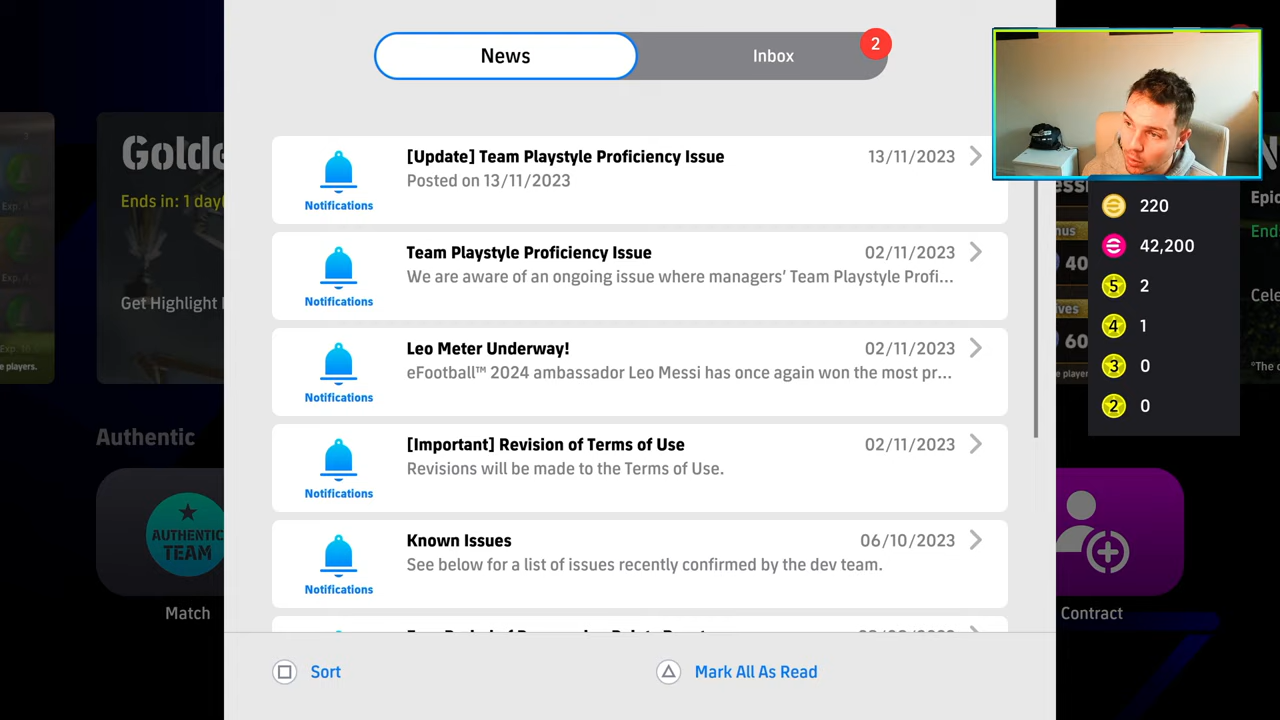 News
Inbox
2
[Update] Team Playstyle Proficiency Issue
13/11/2023
Posted on 13/11/2023
Notifications
Team Playstyle Proficiency Issue
02/11/2023
We are aware of an ongoing issue where managers' Team Playstyle Profi...
Notifications
Leo Meter Underway!
02/11/2023
eFootball™ 2024 ambassador Leo Messi has once again won the most pr...
Notifications
[Important] Revision of Terms of Use
02/11/2023
Revisions will be made to the Terms of Use.
Notifications
Known Issues
06/10/2023
See below for a list of issues recently confirmed by the dev team.
Notifications
Sort
Mark All As Read
Golde
Ends in: 1 day(
Get Highlight
e players.
Authentic
AUTHENTIC
TEAM
Match
220
42,200
5 2
4 1
3 0
2 0
40
60
Epic
End
Cele
*The c
Contract